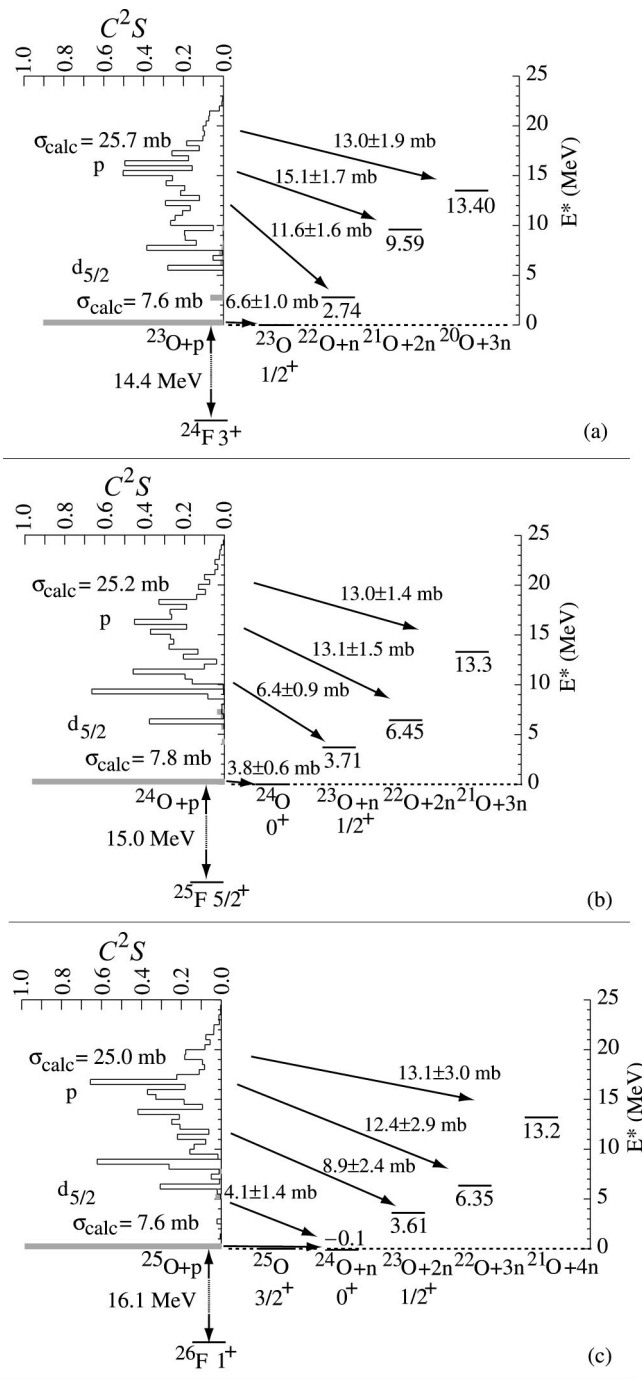 C²S
1.0 0.8 0.6 0.4 0.2 0.0
25
20
15
10
5
0
E* (MeV)
σcalc = 25.7 mb
p
13.0±1.9 mb
15.1±1.7 mb
13.40
11.6±1.6 mb
9.59
d5/2
σcalc = 7.6 mb
6.6±1.0 mb
2.74
²³O+p
²³O ²²O+n ²¹O+2n ²⁰O+3n
1/2⁺
14.4 MeV
²⁴F 3⁺
(a)
C²S
1.0 0.8 0.6 0.4 0.2 0.0
25
20
15
10
5
0
E* (MeV)
σcalc = 25.2 mb
p
13.0±1.4 mb
13.1±1.5 mb
13.3
6.4±0.9 mb
6.45
d5/2
σcalc = 7.8 mb
3.8±0.6 mb
3.71
²⁴O+p
²⁴O ²³O+n ²²O+2n ²¹O+3n
0⁺ 1/2⁺
15.0 MeV
²⁵F 5/2⁺
(b)
C²S
1.0 0.8 0.6 0.4 0.2 0.0
25
20
15
10
5
0
E* (MeV)
σcalc = 25.0 mb
p
13.1±3.0 mb
12.4±2.9 mb
13.2
8.9±2.4 mb
6.35
d5/2
4.1±1.4 mb
3.61
σcalc = 7.6 mb
−0.1
²⁵O+p
²⁵O ²⁴O+n ²³O+2n ²²O+3n ²¹O+4n
3/2⁺ 0⁺ 1/2⁺
16.1 MeV
²⁶F 1⁺
(c)